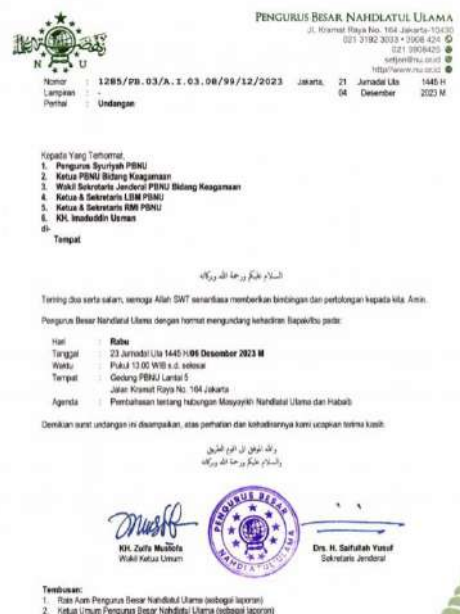 PENGURUS BESAR NAHDLATUL ULAMA
Jl. Kramat Raya No. 164 Jakarta-10430
021 3192 3033 • 3908 424
021 3908425
setjen@nu.or.id
http//www.nu.or.id
N U
Nomor : 1285/PB.03/A.I.03.08/99/12/2023 Jakarta, 21 Jumadal Ula 1445 H
Lampiran : - 04 Desember 2023 M
Perihal : Undangan
Kepada Yang Terhormat,
1. Pengurus Syuriyah PBNU
2. Ketua PBNU Bidang Keagamaan
3. Wakil Sekretaris Jenderal PBNU Bidang Keagamaan
4. Ketua & Sekretaris LBM PBNU
5. Ketua & Sekretaris RMI PBNU
6. KH. Imaduddin Usman
di-
Tempat
السلام عليكم ورحمة الله وبركاته
Teriring doa serta salam, semoga Allah SWT senantiasa memberikan bimbingan dan pertolongan kepada kita. Amin.
Pengurus Besar Nahdlatul Ulama dengan hormat mengundang kehadiran Bapak/Ibu pada:
Hari : Rabu
Tanggal : 23 Jumadal Ula 1445 H/06 Desember 2023 M
Waktu : Pukul 13.00 WIB s.d. selesai
Tempat : Gedung PBNU Lantai 5
Jalan Kramat Raya No. 164 Jakarta
Agenda : Pembahasan tentang hubungan Masyayikh Nahdlatul Ulama dan Habaib
Demikian surat undangan ini disampaikan, atas perhatian dan kehadirannya kami ucapkan terima kasih.
والله الموفق الى اقوم الطريق
والسلام عليكم ورحمة الله وبركاته
PENGURUS BESAR
NAHDLATUL ULAMA
KH. Zulfa Mustofa Drs. H. Saifullah Yusuf
Wakil Ketua Umum Sekretaris Jenderal
Tembusan:
1. Rais Aam Pengurus Besar Nahdlatul Ulama (sebagai laporan)
2. Ketua Umum Pengurus Besar Nahdlatul Ulama (sebagai laporan)